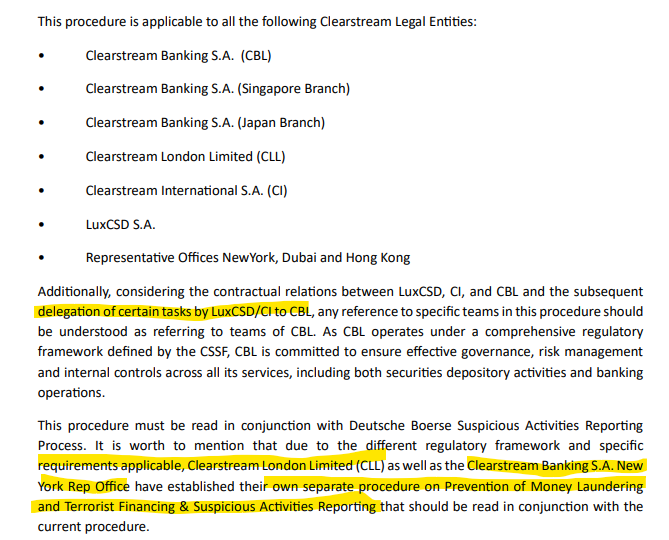 This procedure is applicable to all the following Clearstream Legal Entities:
• Clearstream Banking S.A. (CBL)
• Clearstream Banking S.A. (Singapore Branch)
• Clearstream Banking S.A. (Japan Branch)
• Clearstream London Limited (CLL)
• Clearstream International S.A. (CI)
• LuxCSD S.A.
• Representative Offices NewYork, Dubai and Hong Kong
Additionally, considering the contractual relations between LuxCSD, CI, and CBL and the subsequent
delegation of certain tasks by LuxCSD/CI to CBL, any reference to specific teams in this procedure should
be understood as referring to teams of CBL. As CBL operates under a comprehensive regulatory
framework defined by the CSSF, CBL is committed to ensure effective governance, risk management
and internal controls across all its services, including both securities depository activities and banking
operations.
This procedure must be read in conjunction with Deutsche Boerse Suspicious Activities Reporting
Process. It is worth to mention that due to the different regulatory framework and specific
requirements applicable, Clearstream London Limited (CLL) as well as the Clearstream Banking S.A. New
York Rep Office have established their own separate procedure on Prevention of Money Laundering
and Terrorist Financing & Suspicious Activities Reporting that should be read in conjunction with the
current procedure.